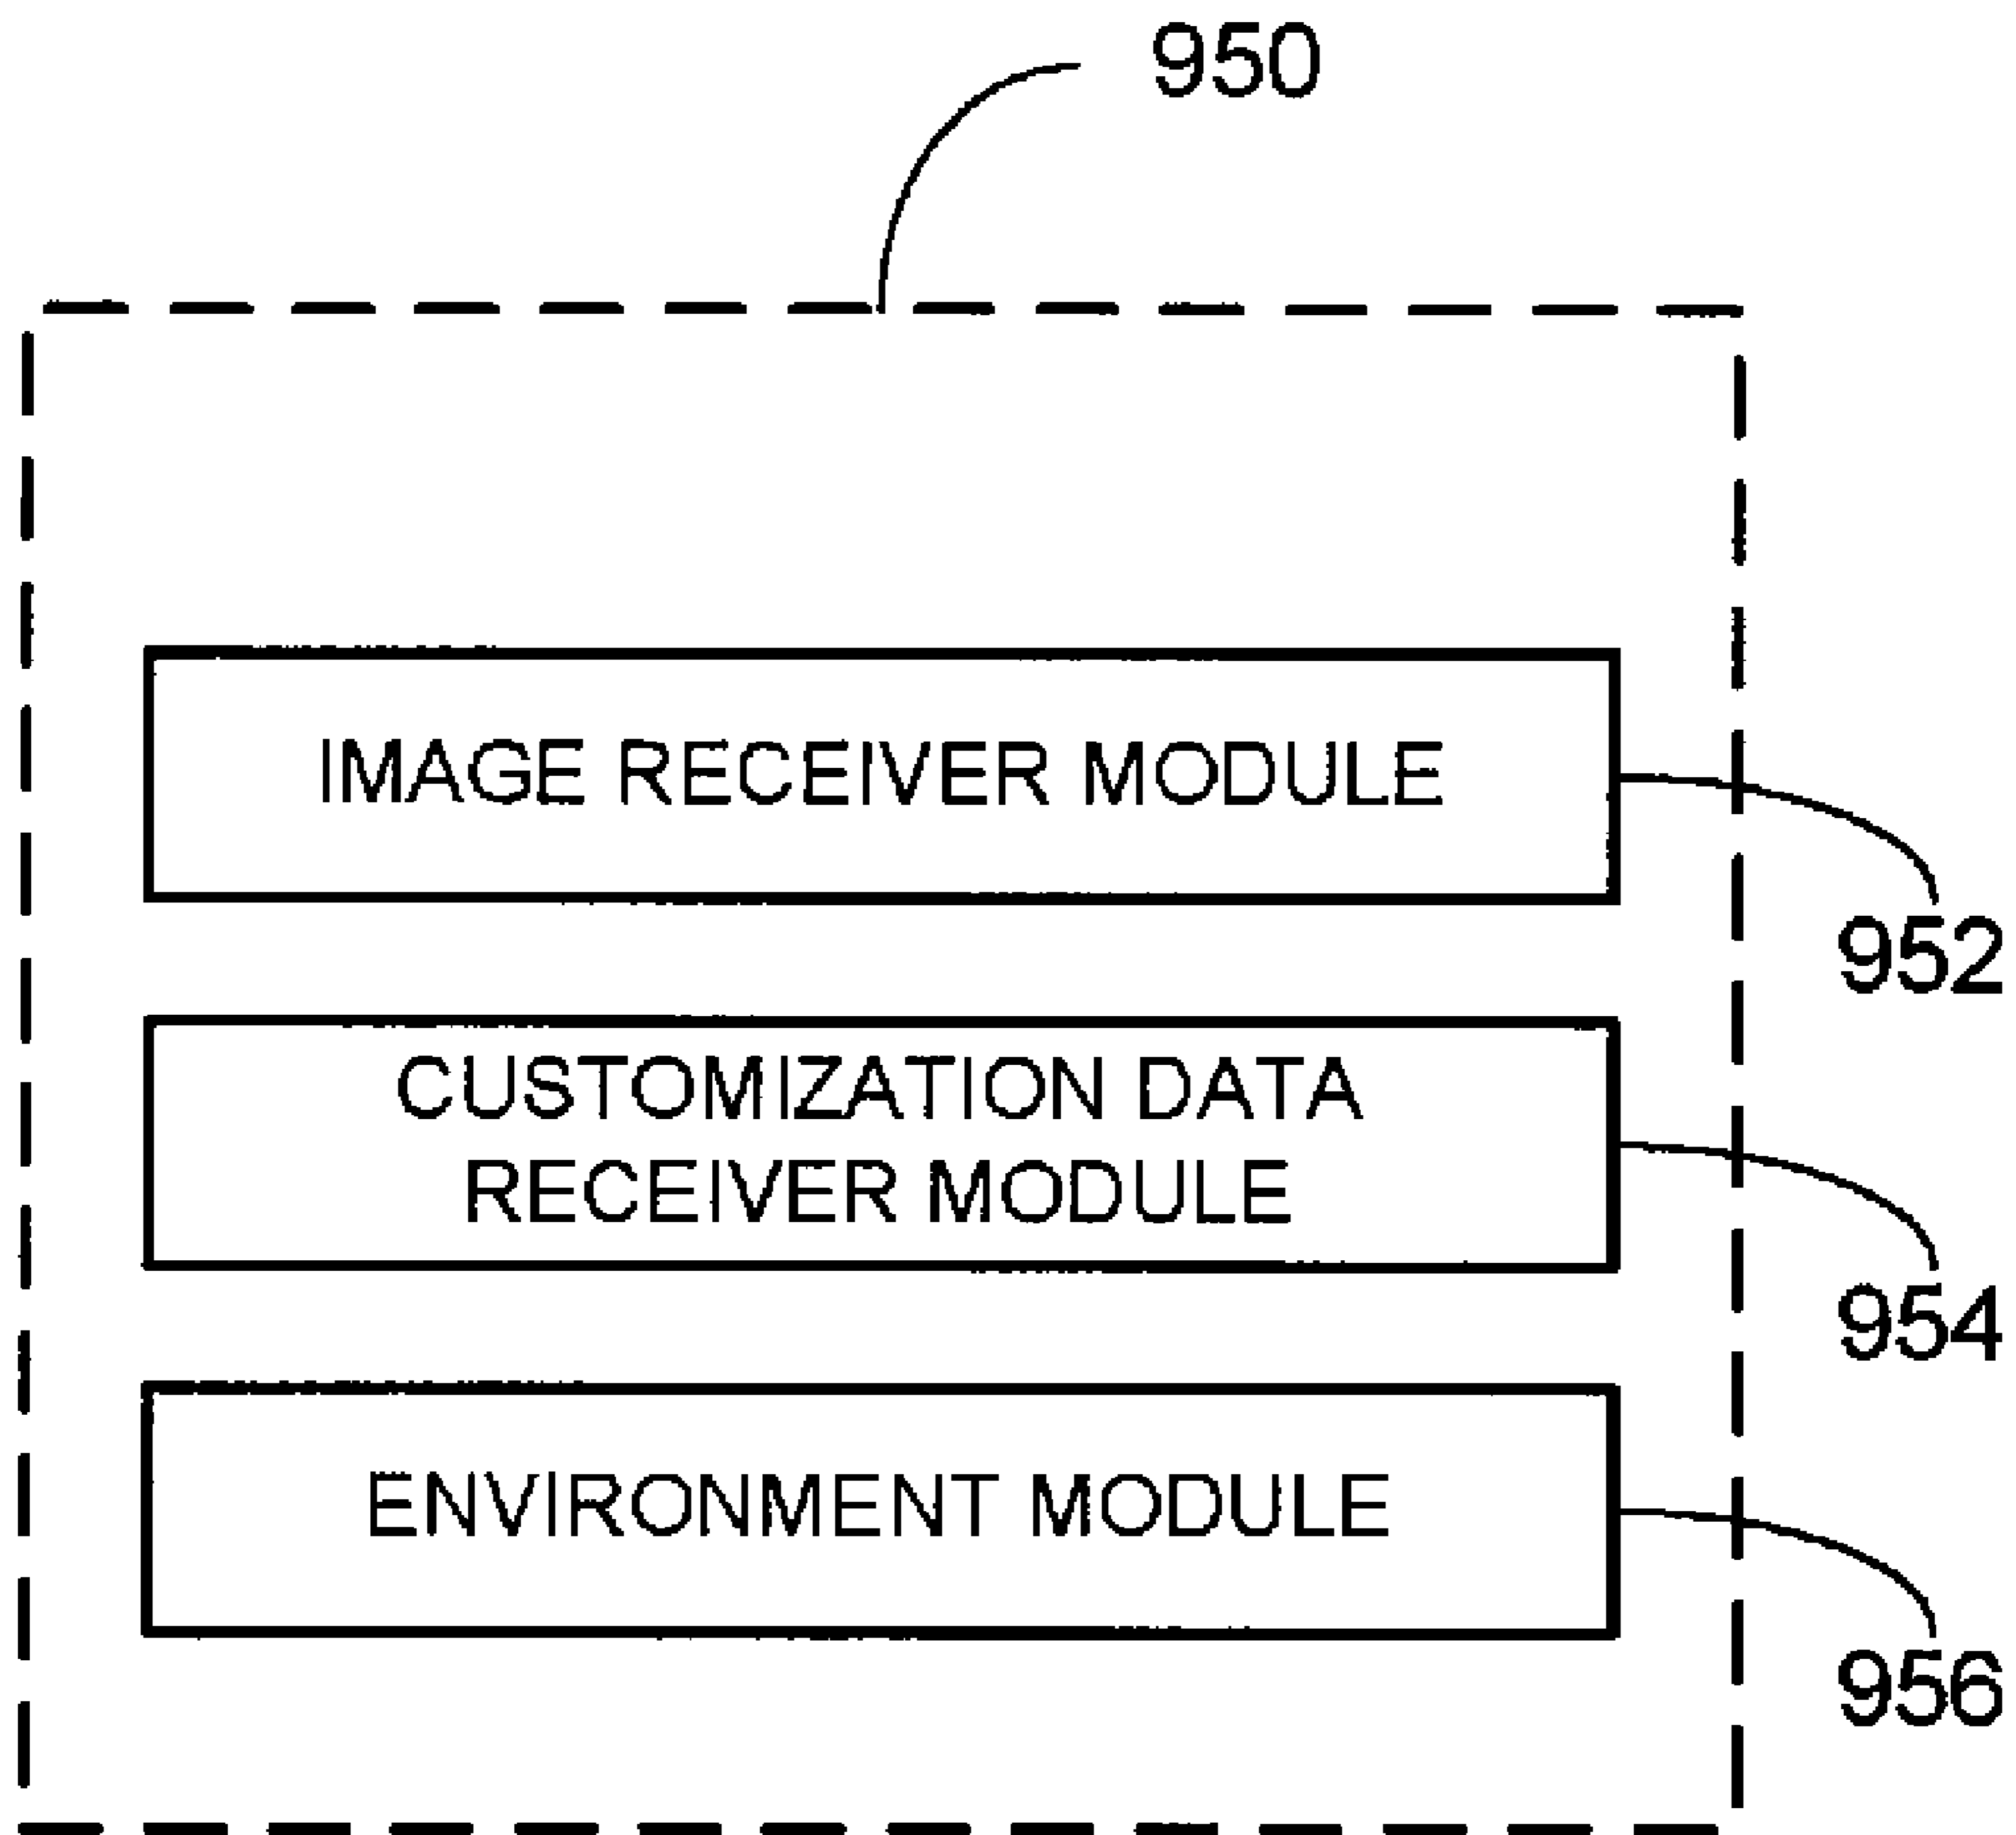 950
IMAGE RECEIVER MODULE
952
CUSTOMIZATION DATA
RECEIVER MODULE
954
ENVIRONMENT MODULE
956